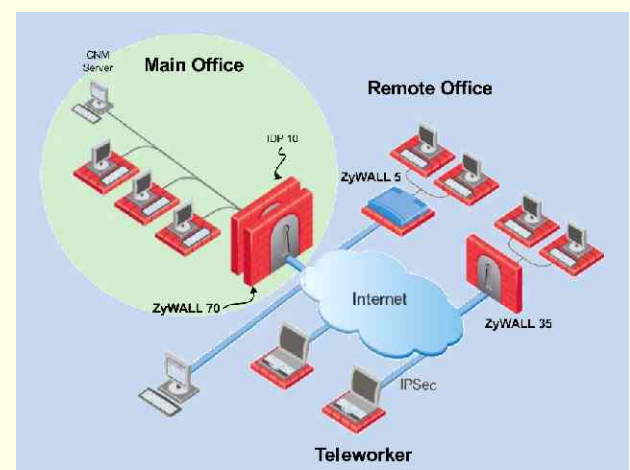 CNM
Server
Main Office
Remote Office
IDP 10
ZyWALL 5
ZyWALL 70
Internet
ZyWALL 35
IPSec
Teleworker